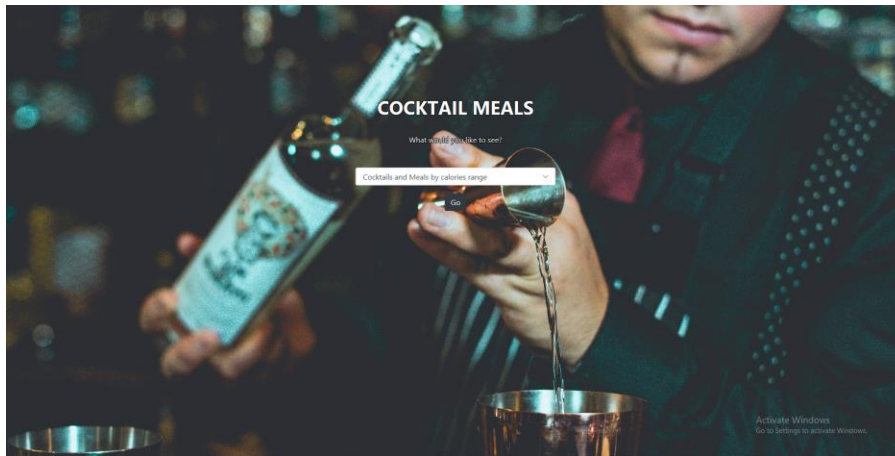 COCKTAIL MEALS
What would you like to see?
Cocktails and Meals by calories range
Go
Activate Windows
Go to Settings to activate Windows.